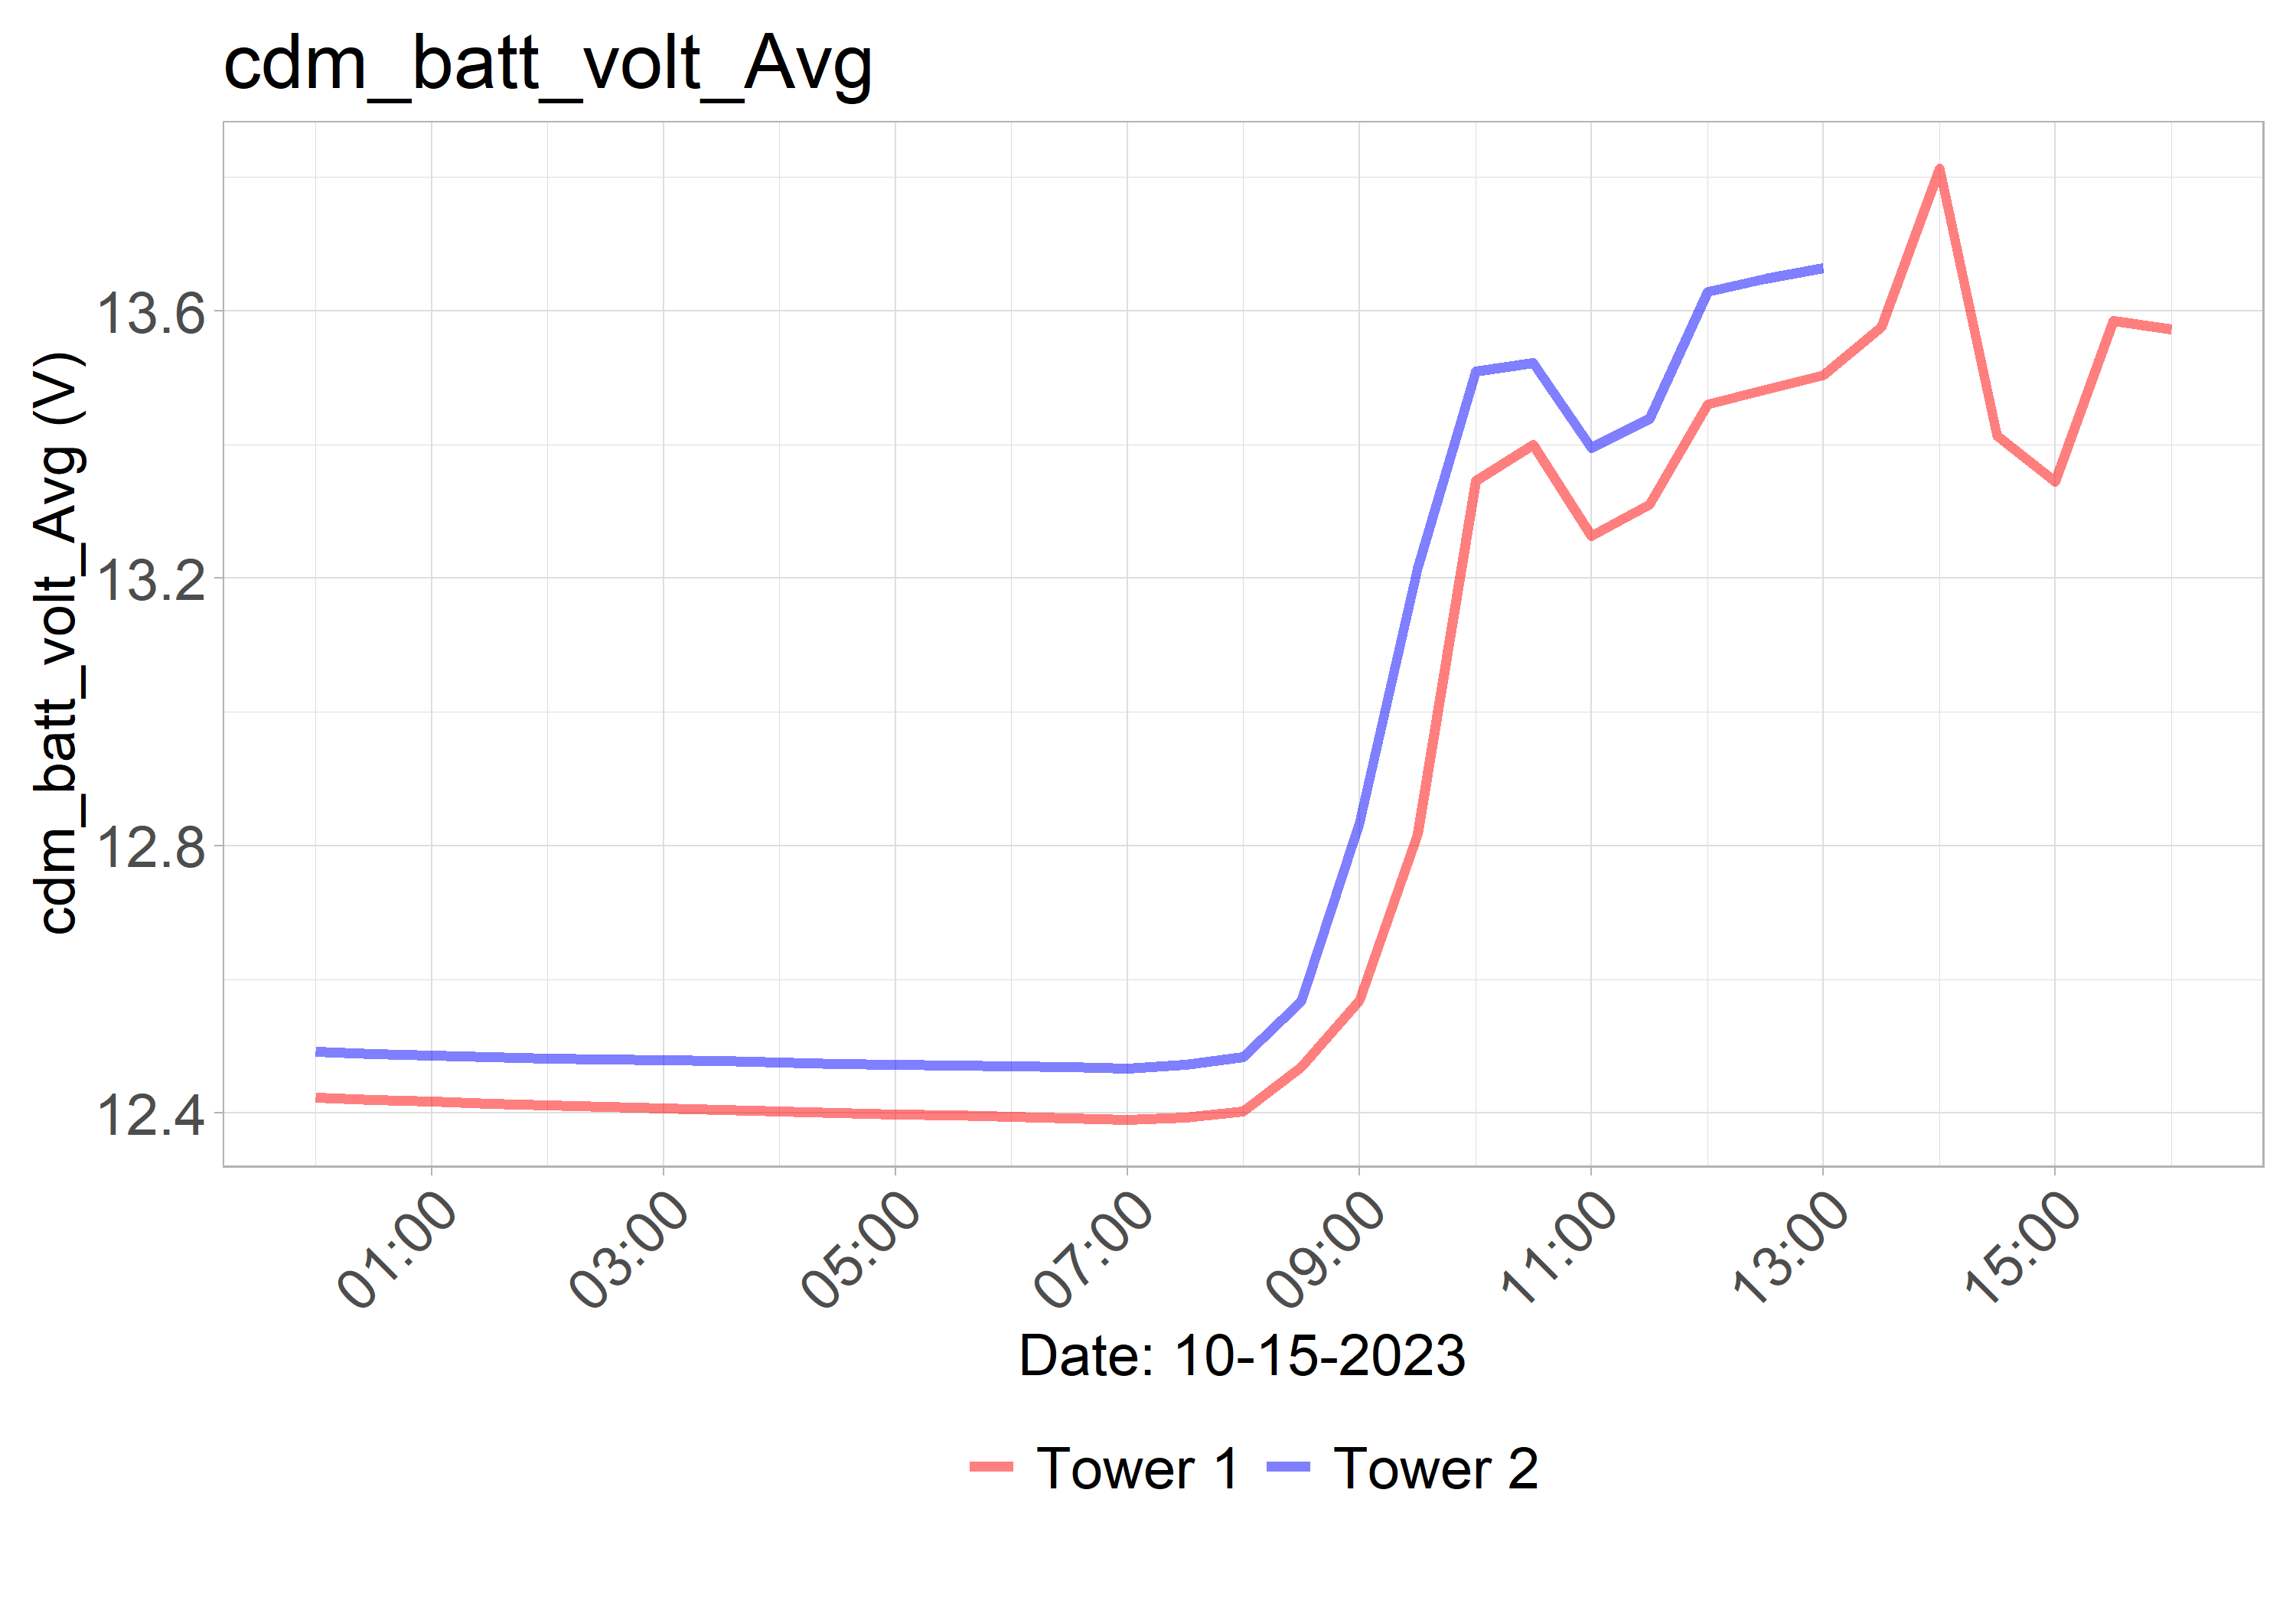 cdm_batt_volt_Avg
cdm_batt_volt_Avg (V)
13.6
13.2
12.8
12.4
01:00
03:00
05:00
07:00
09:00
11:00
13:00
15:00
Date: 10-15-2023
Tower 1
Tower 2